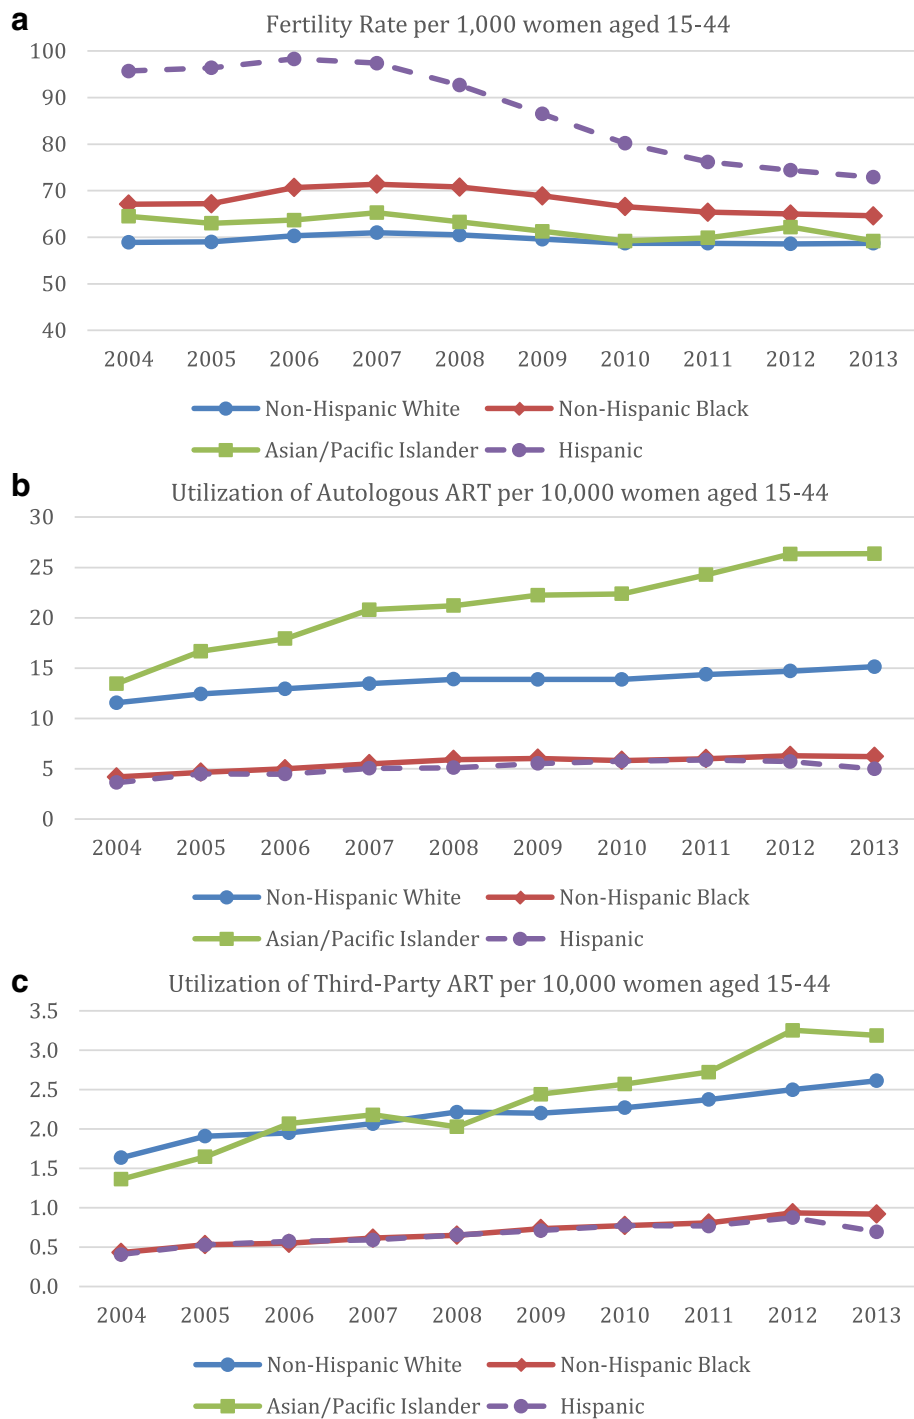 a
Fertility Rate per 1,000 women aged 15-44
100
90
80
70
60
50
40
2004 2005 2006 2007 2008 2009 2010 2011 2012 2013
Non-Hispanic White Non-Hispanic Black
Asian/Pacific Islander Hispanic
b
Utilization of Autologous ART per 10,000 women aged 15-44
30
25
20
15
10
5
0
2004 2005 2006 2007 2008 2009 2010 2011 2012 2013
Non-Hispanic White Non-Hispanic Black
Asian/Pacific Islander Hispanic
c
Utilization of Third-Party ART per 10,000 women aged 15-44
3.5
3.0
2.5
2.0
1.5
1.0
0.5
0.0
2004 2005 2006 2007 2008 2009 2010 2011 2012 2013
Non-Hispanic White Non-Hispanic Black
Asian/Pacific Islander Hispanic